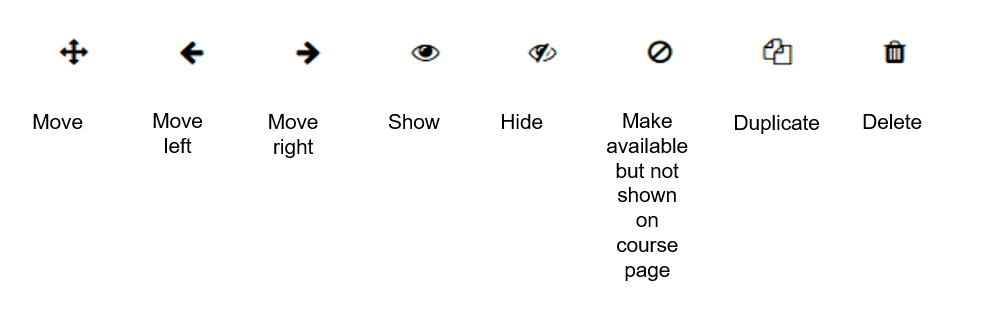 Move
Move
left
Move
right
Show
Hide
Make
available
but not
shown
on
course
page
Duplicate
Delete